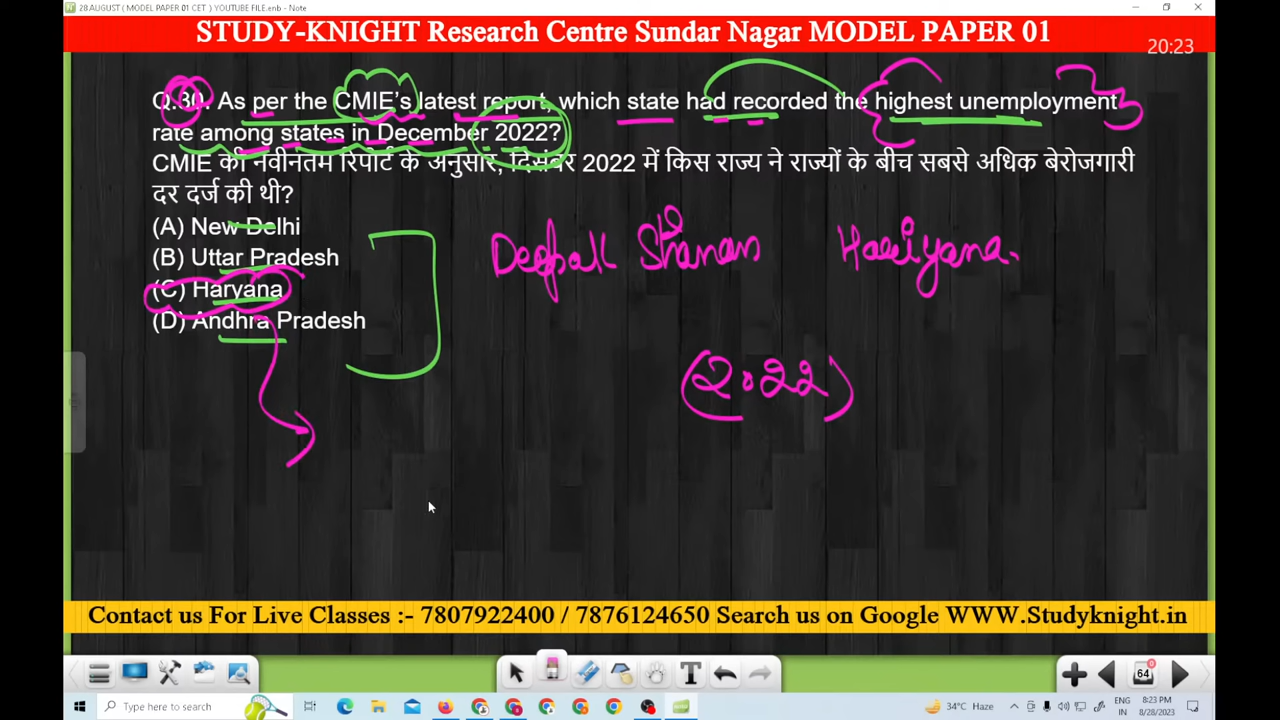 28.AUGUST ( MODEL PAPER 01 CET ) YOUTUBE FILE.enb - Note
STUDY-KNIGHT Research Centre Sundar Nagar MODEL PAPER 01
20:23
Q.30. As per the CMIE's latest report, which state had recorded the highest unemployment
rate among states in December 2022?
CMIE की नवीनतम रिपोर्ट के अनुसार, दिसंबर 2022 में किस राज्य ने राज्यों के बीच सबसे अधिक बेरोजगारी
दर दर्ज की थी?
(A) New Delhi
(B) Uttar Pradesh
(C) Haryana
(D) Andhra Pradesh
Haryana.
(2022)
Contact us For Live Classes :- 7807922400 / 7876124650 Search us on Google WWW.Studyknight.in
64
Type here to search
34°C Haze
ENG
IN
8:23 PM
8/28/2023